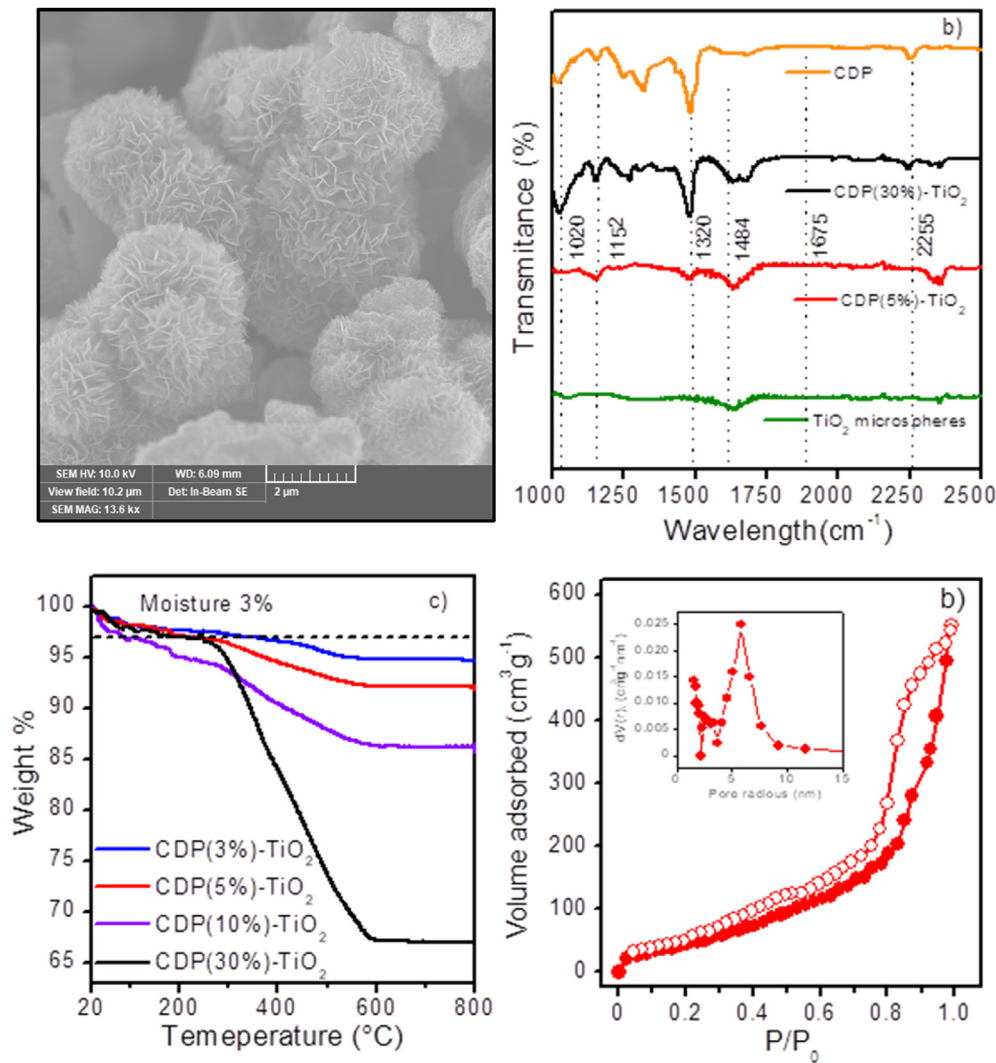 SEM HV: 10.0 kV
WD: 6.09 mm
View field: 10.2 μm
Det: In-Beam SE
2 μm
SEM MAG: 13.6 kx
b)
CDP
CDP(30%)-TiO₂
CDP(5%)-TiO₂
TiO₂ microspheres
1020
1152
1320
1484
1675
2255
Transmitance (%)
1000 1250 1500 1750 2000 2250 2500
Wavelength(cm⁻¹)
c)
Moisture 3%
100
95
90
85
80
75
70
65
Weight %
CDP(3%)-TiO₂
CDP(5%)-TiO₂
CDP(10%)-TiO₂
CDP(30%)-TiO₂
20 200 400 600 800
Temeperature (°C)
b)
600
500
400
300
200
100
0
Volume adsorbed (cm³g⁻¹)
0.025
0.020
0.015
0.010
0.005
0
0 5 10 15
Pore radious (nm)
0.0 0.2 0.4 0.6 0.8 1.0
P/P₀